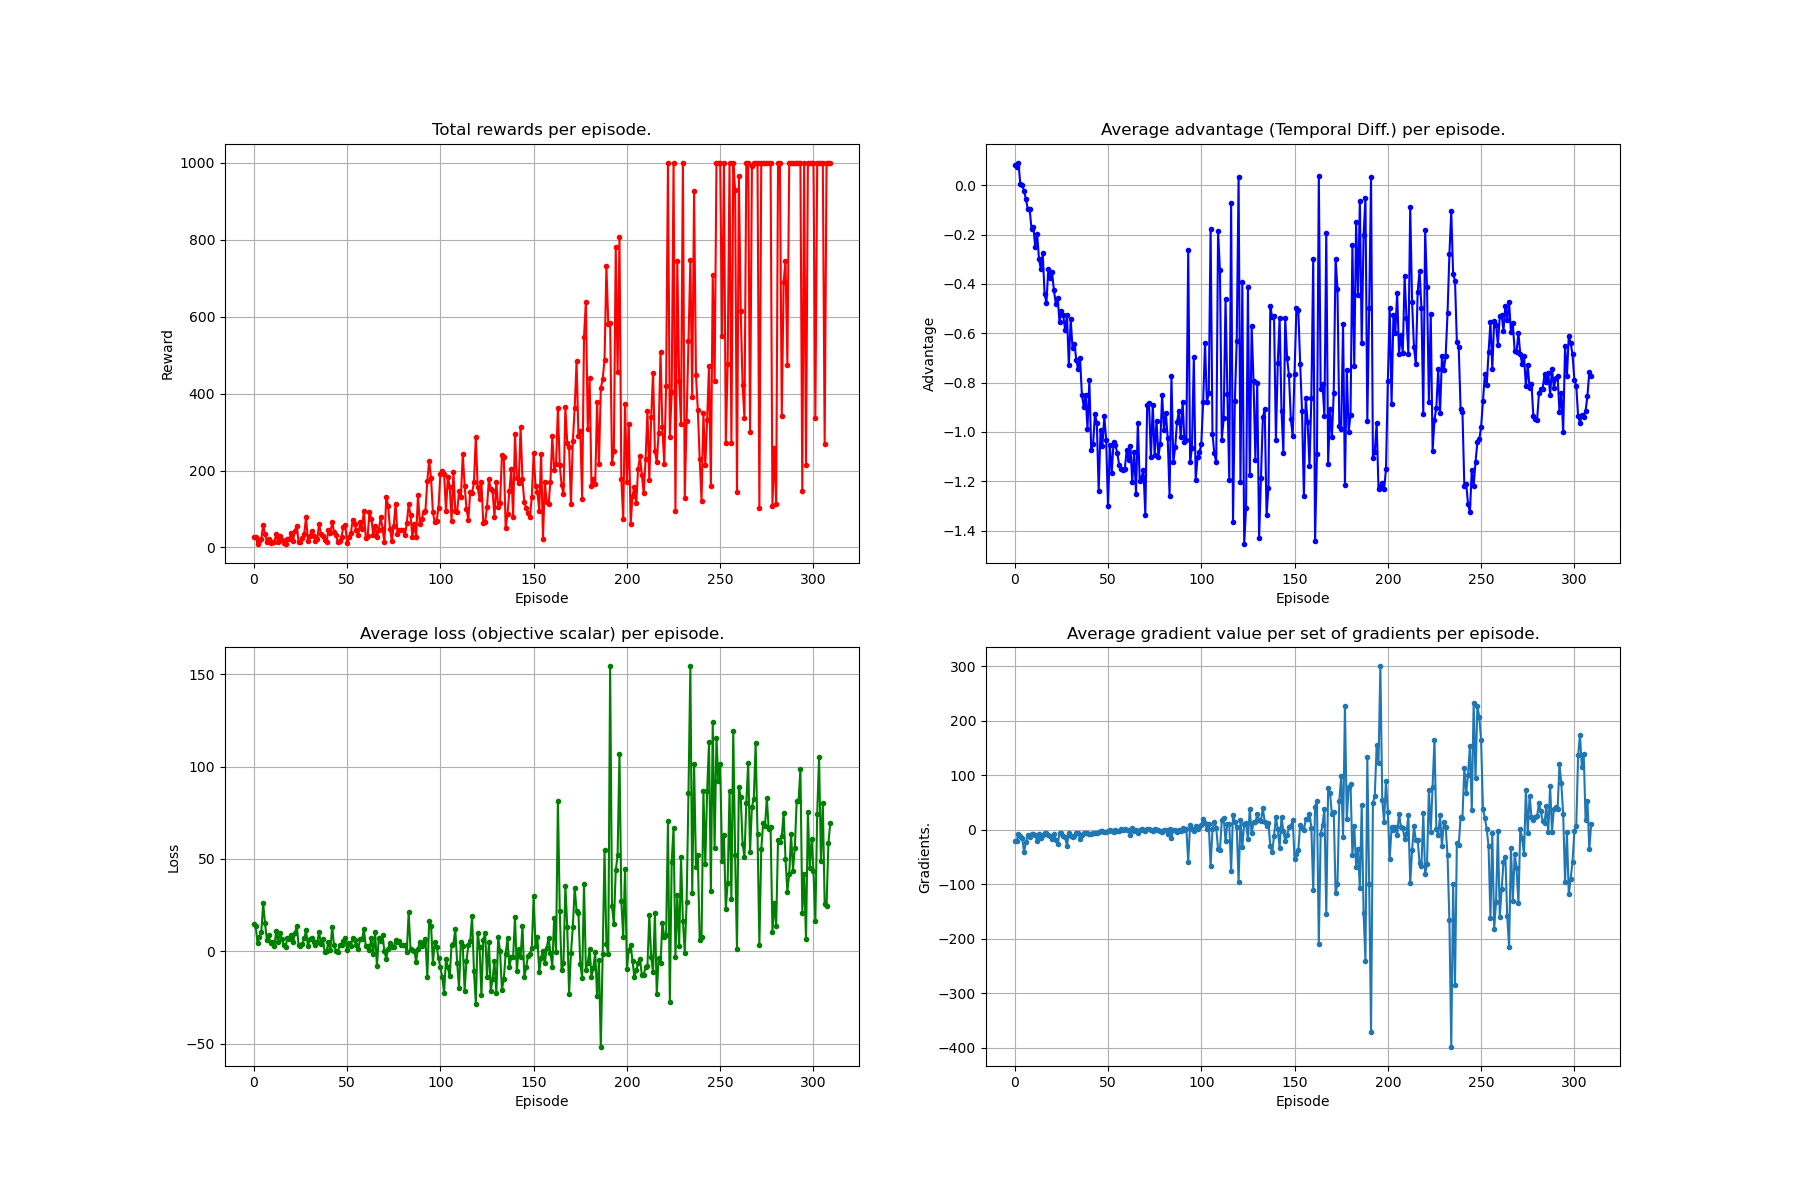 Total rewards per episode.
1000
800
600
400
200
0
Reward
0 50 100 150 200 250 300
Episode
Average advantage (Temporal Diff.) per episode.
0.0
−0.2
−0.4
−0.6
−0.8
−1.0
−1.2
−1.4
Advantage
0 50 100 150 200 250 300
Episode
Average loss (objective scalar) per episode.
150
100
50
0
−50
Loss
0 50 100 150 200 250 300
Episode
Average gradient value per set of gradients per episode.
300
200
100
0
−100
−200
−300
−400
Gradients.
0 50 100 150 200 250 300
Episode